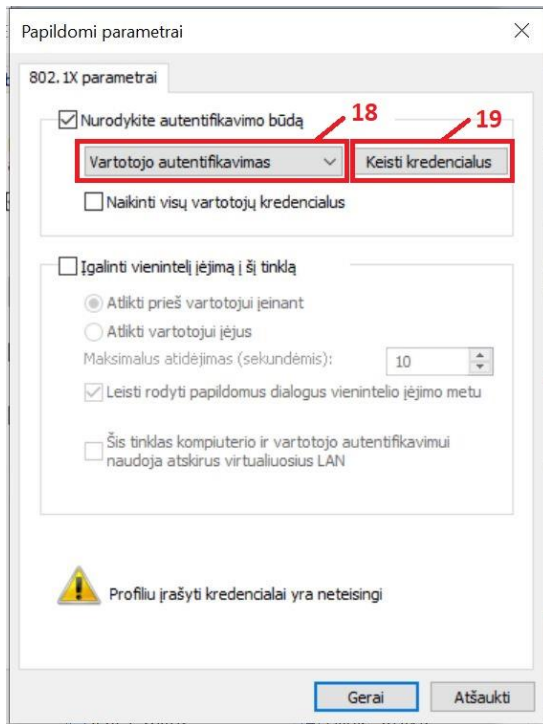 Papildomi parametrai
802.1X parametrai
Nurodykite autentifikavimo būdą
18
19
Vartotojo autentifikavimas
Keisti kredencialus
Naikinti visų vartotojų kredencialus
Įgalinti vienintelį įėjimą į šį tinklą
Atlikti prieš vartotojui įeinant
Atlikti vartotojui įėjus
Maksimalus atidėjimas (sekundėmis):
10
Leisti rodyti papildomus dialogus vienintelio įėjimo metu
Šis tinklas kompiuterio ir vartotojo autentifikavimui
naudoja atskirus virtualiuosius LAN
Profiliu įrašyti kredencialai yra neteisingi
Gerai
Atšaukti